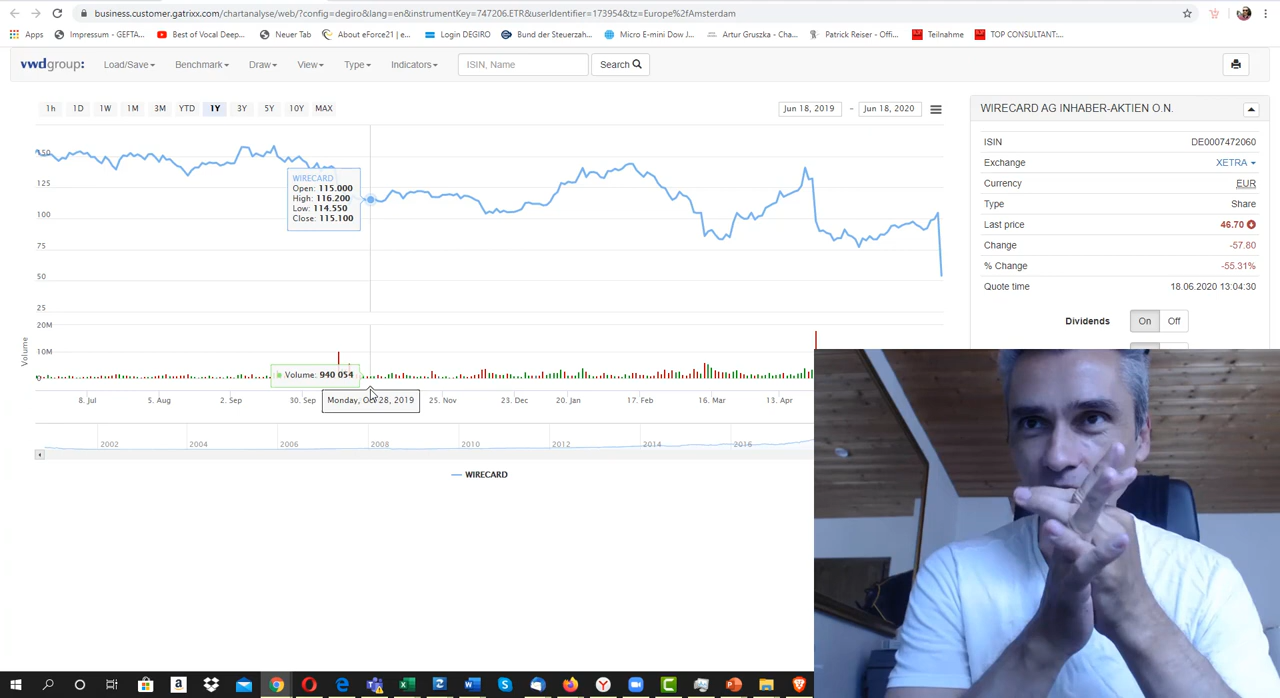 business.customer.gatrixx.com/chartanalyse/web/?config=degiro&lang=en&instrumentKey=747206.ETR&userIdentifier=173954&tz=Europe%2fAmsterdam
Apps Impressum - GEFTA... Best of Vocal Deep... Neuer Tab About eForce21 | e... Login DEGIRO Bund der Steuerzah... Micro E-mini Dow J... Artur Gruszka - Cha... Patrick Reiser - Offi... Teilnahme TOP CONSULTANT:...
vwdgroup: Load/Save Benchmark Draw View Type Indicators ISIN, Name Search
1h 1D 1W 1M 3M YTD 1Y 3Y 5Y 10Y MAX Jun 18, 2019 – Jun 18, 2020
WIRECARD AG INHABER-AKTIEN O.N.
ISIN DE0007472060
Exchange XETRA
Currency EUR
Type Share
Last price 46.70
Change -57.80
% Change -55.31%
Quote time 18.06.2020 13:04:30
Dividends On Off
150
125
100
75
50
25
WIRECARD
Open: 115.000
High: 116.200
Low: 114.550
Close: 115.100
Volume
20M
10M
0
Volume: 940 054
8. Jul 5. Aug 2. Sep 30. Sep 25. Nov 23. Dec 20. Jan 17. Feb 16. Mar 13. Apr
Monday, 28, 2019
2002 2004 2006 2008 2010 2012 2014 2016
WIRECARD